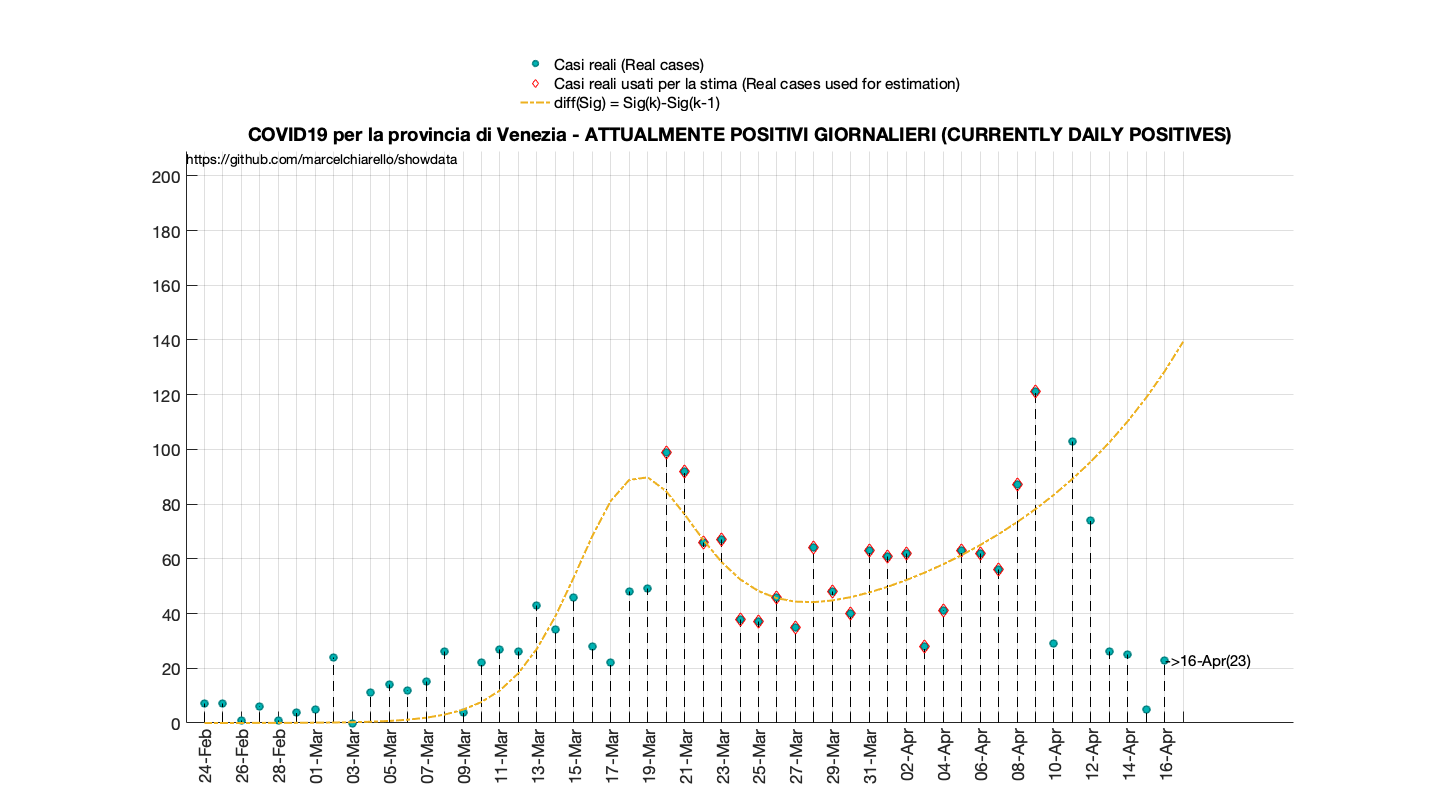 Casi reali (Real cases)
Casi reali usati per la stima (Real cases used for estimation)
diff(Sig) = Sig(k)-Sig(k-1)
COVID19 per la provincia di Venezia - ATTUALMENTE POSITIVI GIORNALIERI (CURRENTLY DAILY POSITIVES)
https://github.com/marcelchiarello/showdata
200
180
160
140
120
100
80
60
40
20
0
->16-Apr(23)
24-Feb
26-Feb
28-Feb
01-Mar
03-Mar
05-Mar
07-Mar
09-Mar
11-Mar
13-Mar
15-Mar
17-Mar
19-Mar
21-Mar
23-Mar
25-Mar
27-Mar
29-Mar
31-Mar
02-Apr
04-Apr
06-Apr
08-Apr
10-Apr
12-Apr
14-Apr
16-Apr